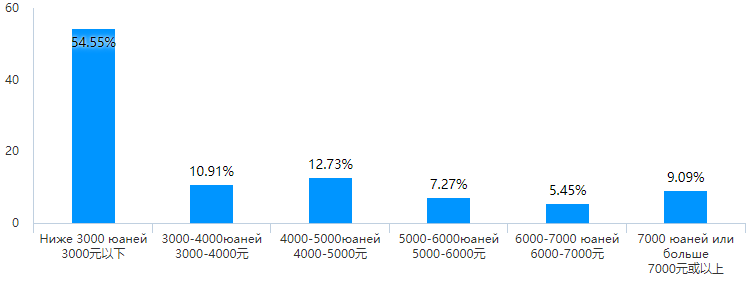 60
40
20
0
54.55%
10.91%
12.73%
7.27%
5.45%
9.09%
Ниже 3000 юаней
3000元以下
3000-4000юаней
3000-4000元
4000-5000юаней
4000-5000元
5000-6000юаней
5000-6000元
6000-7000 юаней
6000-7000元
7000 юаней или
больше
7000元或以上